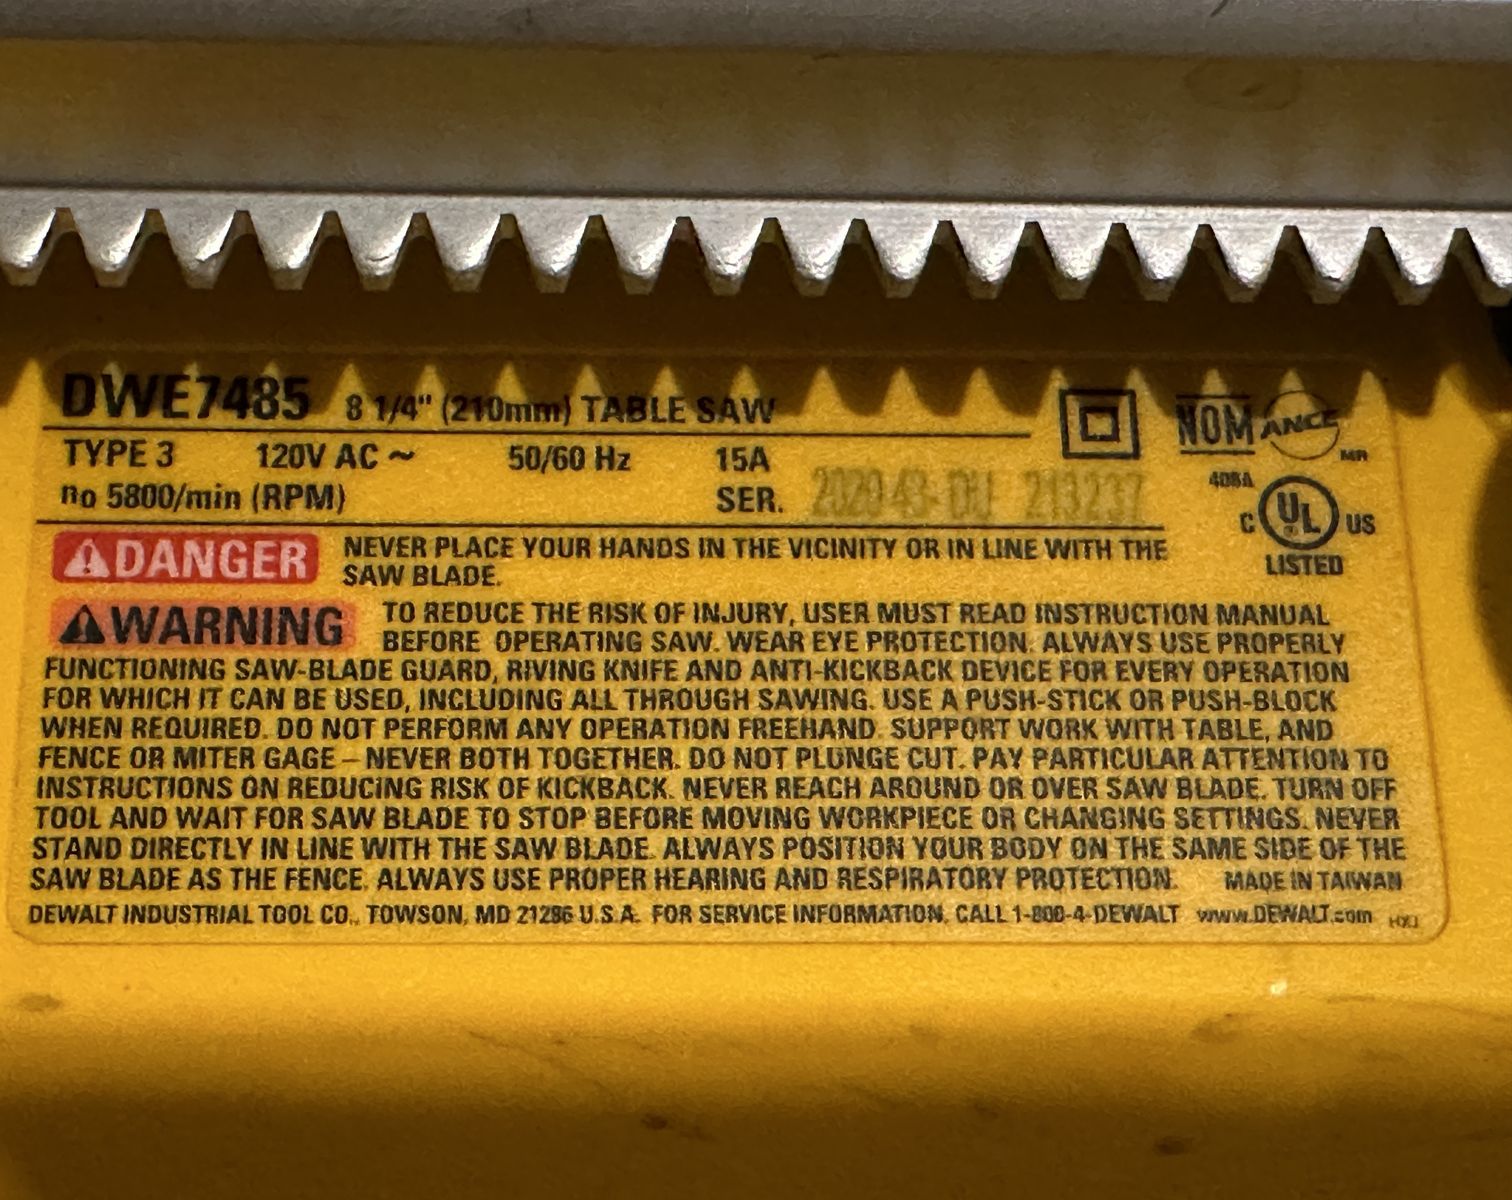 DWE7485 8 1/4" (210mm) TABLE SAW
TYPE 3 120V AC ~ 50/60 Hz 15A
no 5800/min (RPM) SER. 2020 43-DU 213237
NOM ANCE MR
408A
C UL US
LISTED
DANGER NEVER PLACE YOUR HANDS IN THE VICINITY OR IN LINE WITH THE
SAW BLADE.
WARNING TO REDUCE THE RISK OF INJURY, USER MUST READ INSTRUCTION MANUAL
BEFORE OPERATING SAW. WEAR EYE PROTECTION. ALWAYS USE PROPERLY
FUNCTIONING SAW-BLADE GUARD, RIVING KNIFE AND ANTI-KICKBACK DEVICE FOR EVERY OPERATION
FOR WHICH IT CAN BE USED, INCLUDING ALL THROUGH SAWING. USE A PUSH-STICK OR PUSH-BLOCK
WHEN REQUIRED. DO NOT PERFORM ANY OPERATION FREEHAND. SUPPORT WORK WITH TABLE, AND
FENCE OR MITER GAGE – NEVER BOTH TOGETHER. DO NOT PLUNGE CUT. PAY PARTICULAR ATTENTION TO
INSTRUCTIONS ON REDUCING RISK OF KICKBACK. NEVER REACH AROUND OR OVER SAW BLADE. TURN OFF
TOOL AND WAIT FOR SAW BLADE TO STOP BEFORE MOVING WORKPIECE OR CHANGING SETTINGS. NEVER
STAND DIRECTLY IN LINE WITH THE SAW BLADE. ALWAYS POSITION YOUR BODY ON THE SAME SIDE OF THE
SAW BLADE AS THE FENCE. ALWAYS USE PROPER HEARING AND RESPIRATORY PROTECTION. MADE IN TAIWAN
DEWALT INDUSTRIAL TOOL CO., TOWSON, MD 21286 U.S.A. FOR SERVICE INFORMATION, CALL 1-800-4-DEWALT www.DEWALT.com